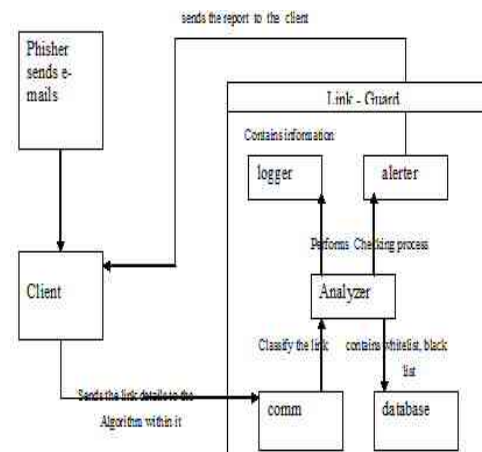 sends the report to the client
Phisher
sends e-
mails
Link - Guard
Contains information
logger
alerter
Performs Checking process
Client
Analyzer
Classify the link
contains whitelist, black
list
Sends the link details to the
Algorithm within it
comm
database